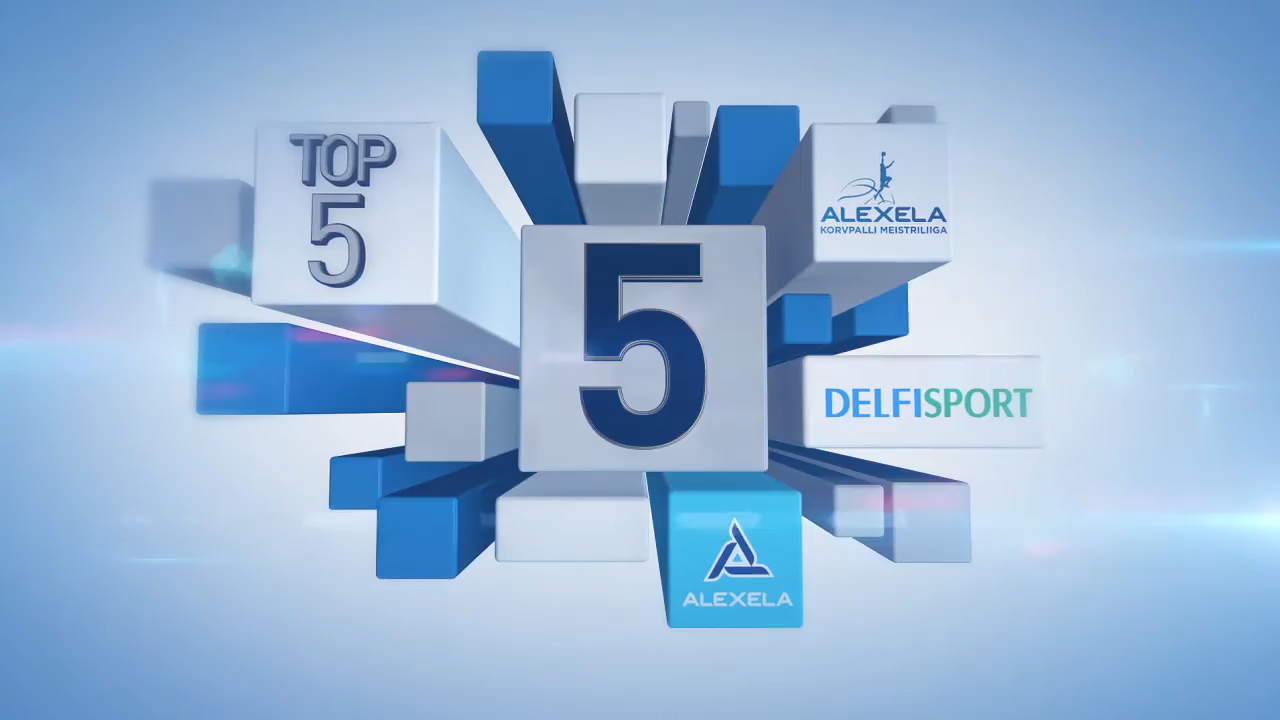 TOP
5
ALEXELA
KORVPALLI MEISTRILIIGA
5
DELFISPORT
ALEXELA